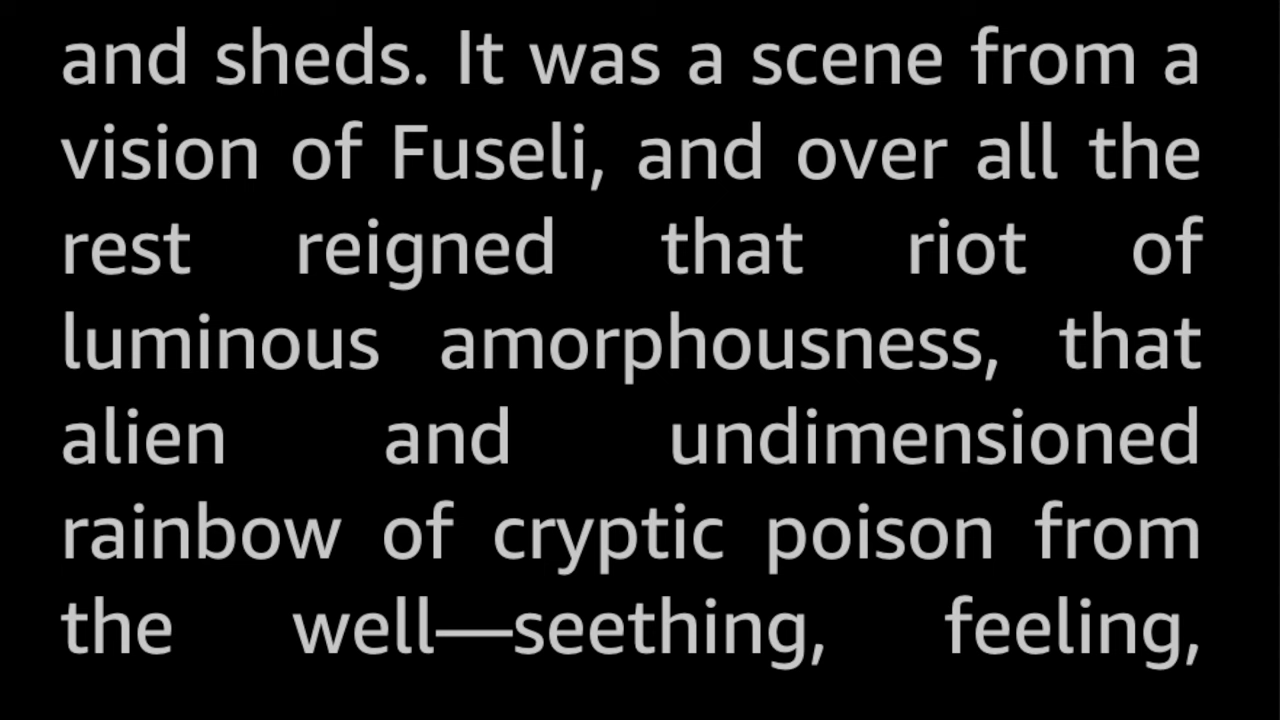 and sheds. It was a scene from a
vision of Fuseli, and over all the
rest reigned that riot of
luminous amorphousness, that
alien and undimensioned
rainbow of cryptic poison from
the well—seething, feeling,